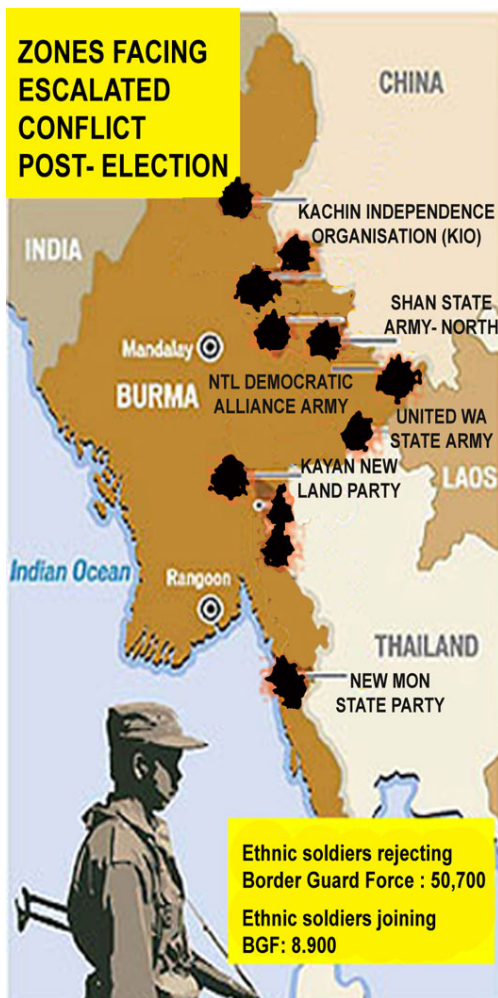 ZONES FACING
ESCALATED
CONFLICT
POST- ELECTION
CHINA
KACHIN INDEPENDENCE
ORGANISATION (KIO)
INDIA
SHAN STATE
ARMY- NORTH
Mandalay
NTL DEMOCRATIC
ALLIANCE ARMY
BURMA
UNITED WA
STATE ARMY
KAYAN NEW
LAND PARTY
LAOS
Indian Ocean
Rangoon
THAILAND
NEW MON
STATE PARTY
Ethnic soldiers rejecting
Border Guard Force : 50,700
Ethnic soldiers joining
BGF: 8.900